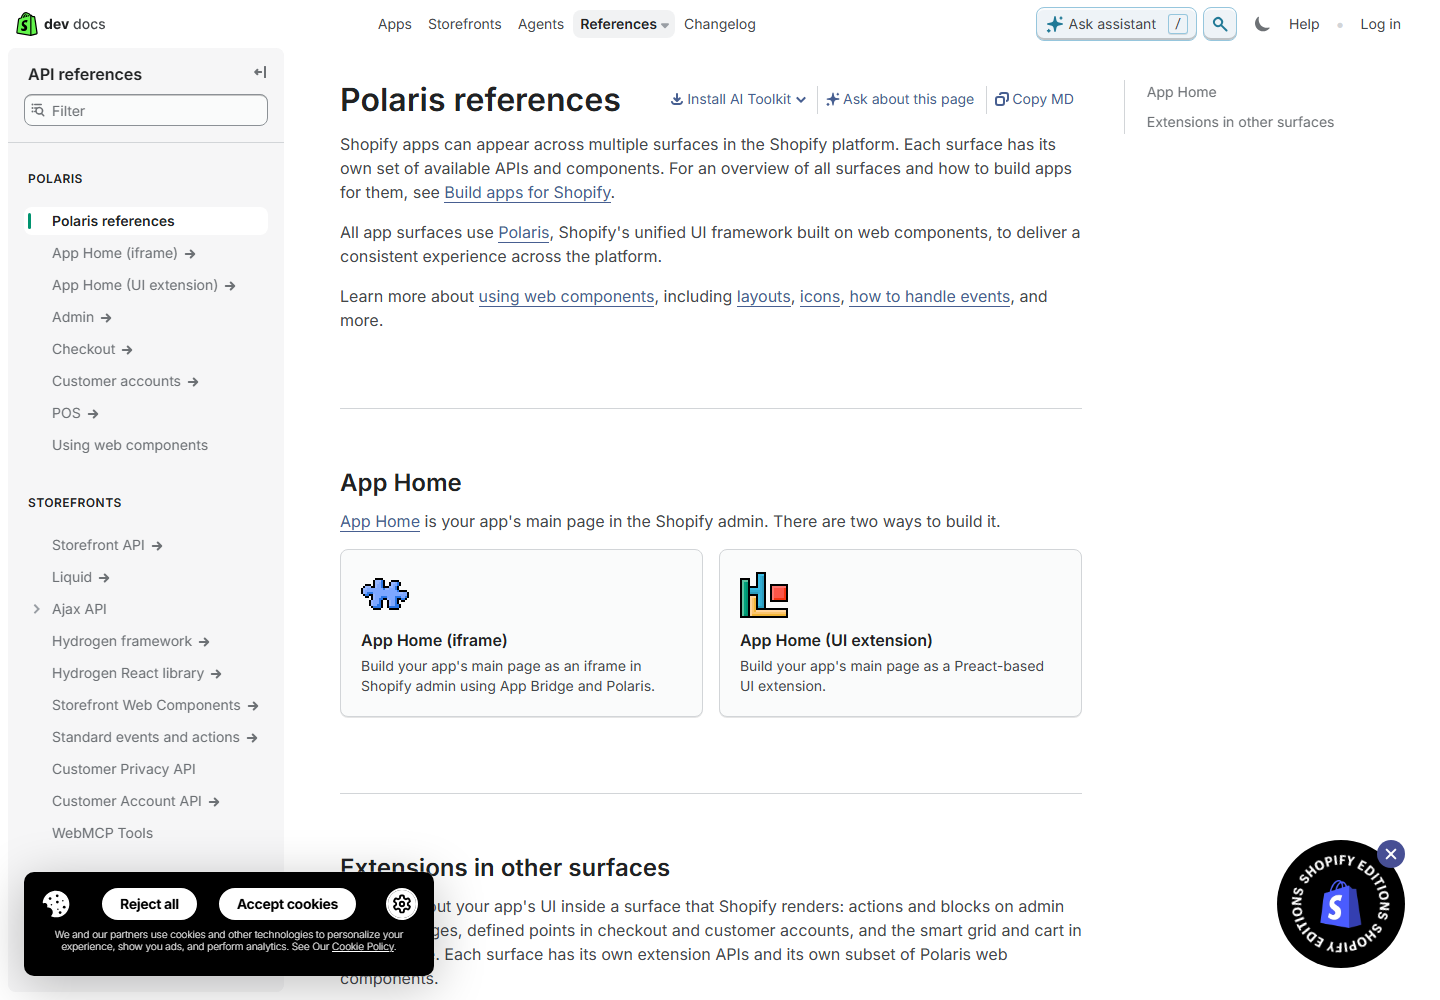 dev docs
Apps
Storefronts
Agents
References
Changelog
Ask assistant
/
Help
Log in
API references
Filter
POLARIS
Polaris references
App Home (iframe)
App Home (UI extension)
Admin
Checkout
Customer accounts
POS
Using web components
STOREFRONTS
Storefront API
Liquid
Ajax API
Hydrogen framework
Hydrogen React library
Storefront Web Components
Standard events and actions
Customer Privacy API
Customer Account API
WebMCP Tools
Polaris references
Install AI Toolkit
Ask about this page
Copy MD
Shopify apps can appear across multiple surfaces in the Shopify platform. Each surface has its
own set of available APIs and components. For an overview of all surfaces and how to build apps
for them, see Build apps for Shopify.
All app surfaces use Polaris, Shopify's unified UI framework built on web components, to deliver a
consistent experience across the platform.
Learn more about using web components, including layouts, icons, how to handle events, and
more.
App Home
App Home is your app's main page in the Shopify admin. There are two ways to build it.
App Home (iframe)
Build your app's main page as an iframe in
Shopify admin using App Bridge and Polaris.
App Home (UI extension)
Build your app's main page as a Preact-based
UI extension.
Extensions in other surfaces
your app's UI inside a surface that Shopify renders: actions and blocks on admin
defined points in checkout and customer accounts, and the smart grid and cart in
Each surface has its own extension APIs and its own subset of Polaris web
components.
App Home
Extensions in other surfaces
Reject all
Accept cookies
We and our partners use cookies and other technologies to personalize your
experience, show you ads, and perform analytics. See Our Cookie Policy.
SHOPIFY EDITIONS SHOPIFY EDITIONS